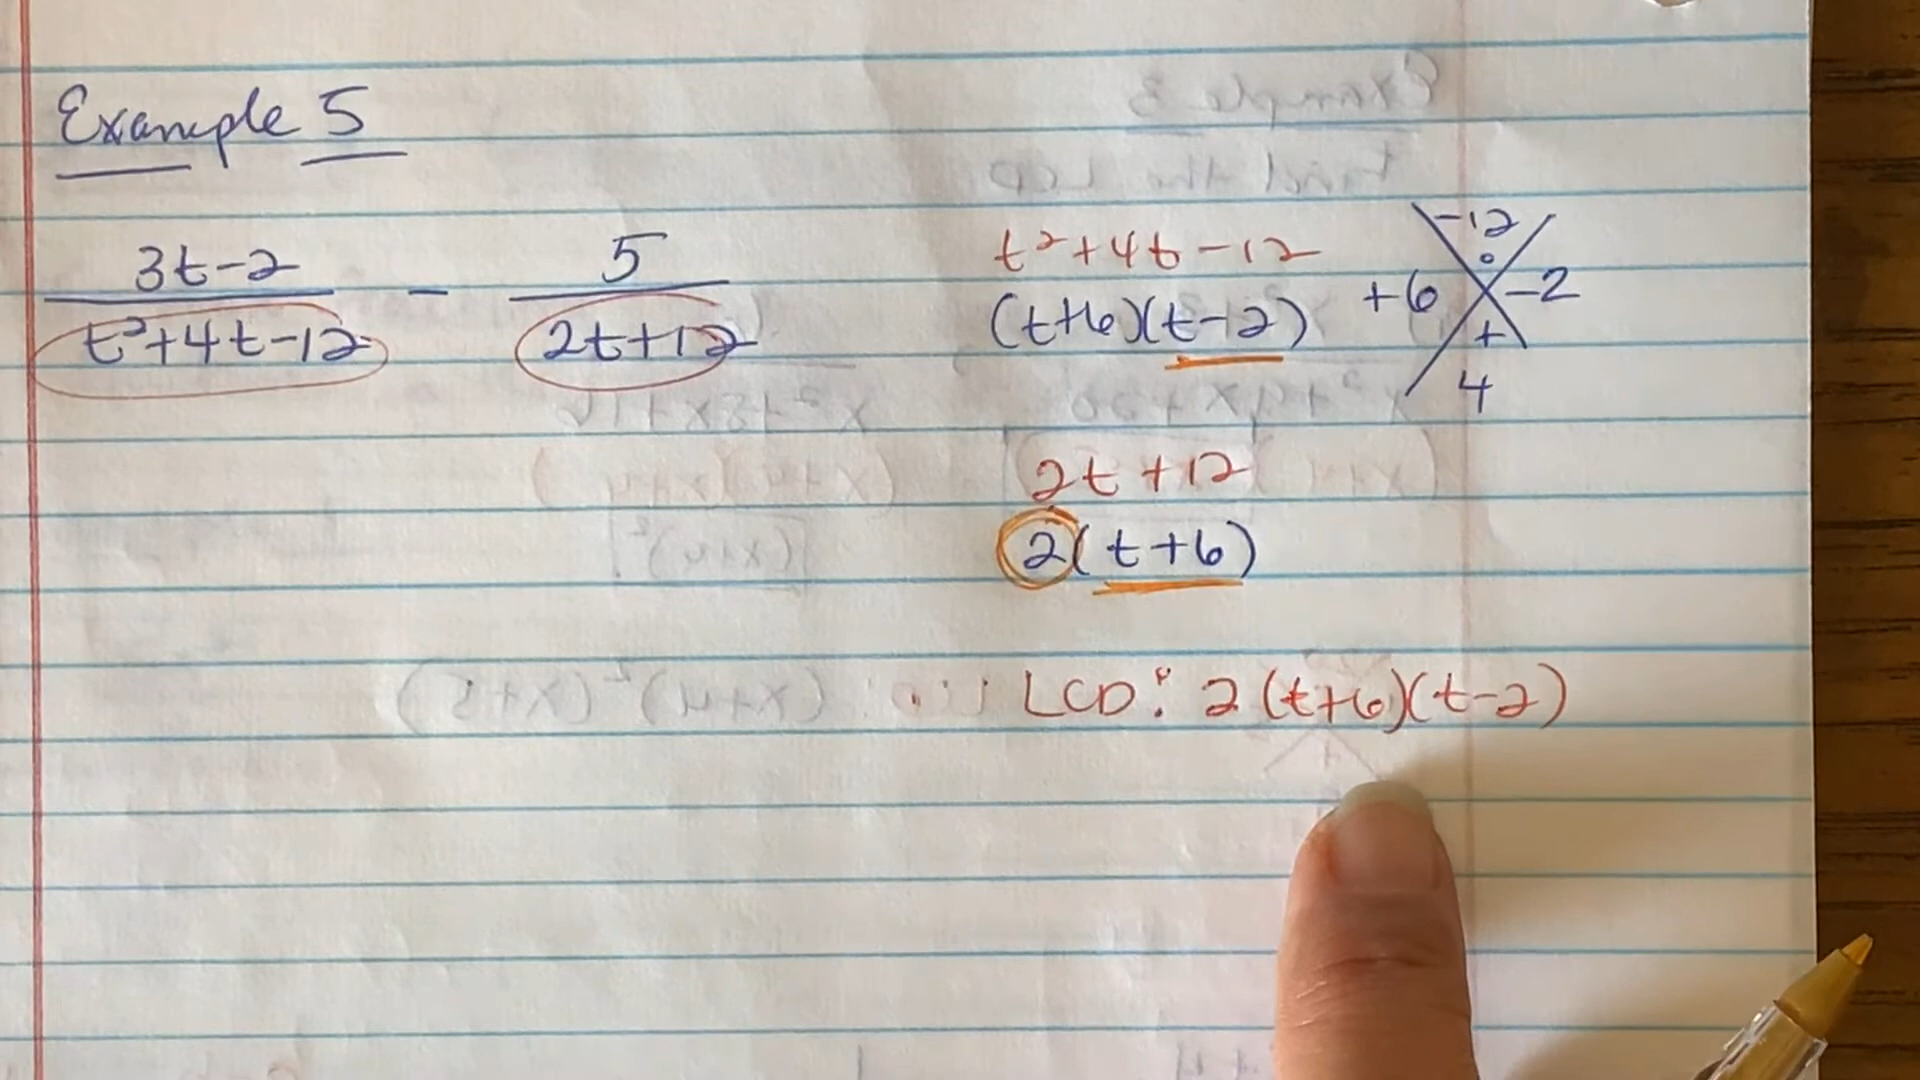 Example 5
3t-2 / t²+4t-12 - 5 / 2t+12
t²+4t-12
(t+6)(t-2)
-12
+6 -2
+
4
2t+12
2(t+6)
LCD: 2(t+6)(t-2)